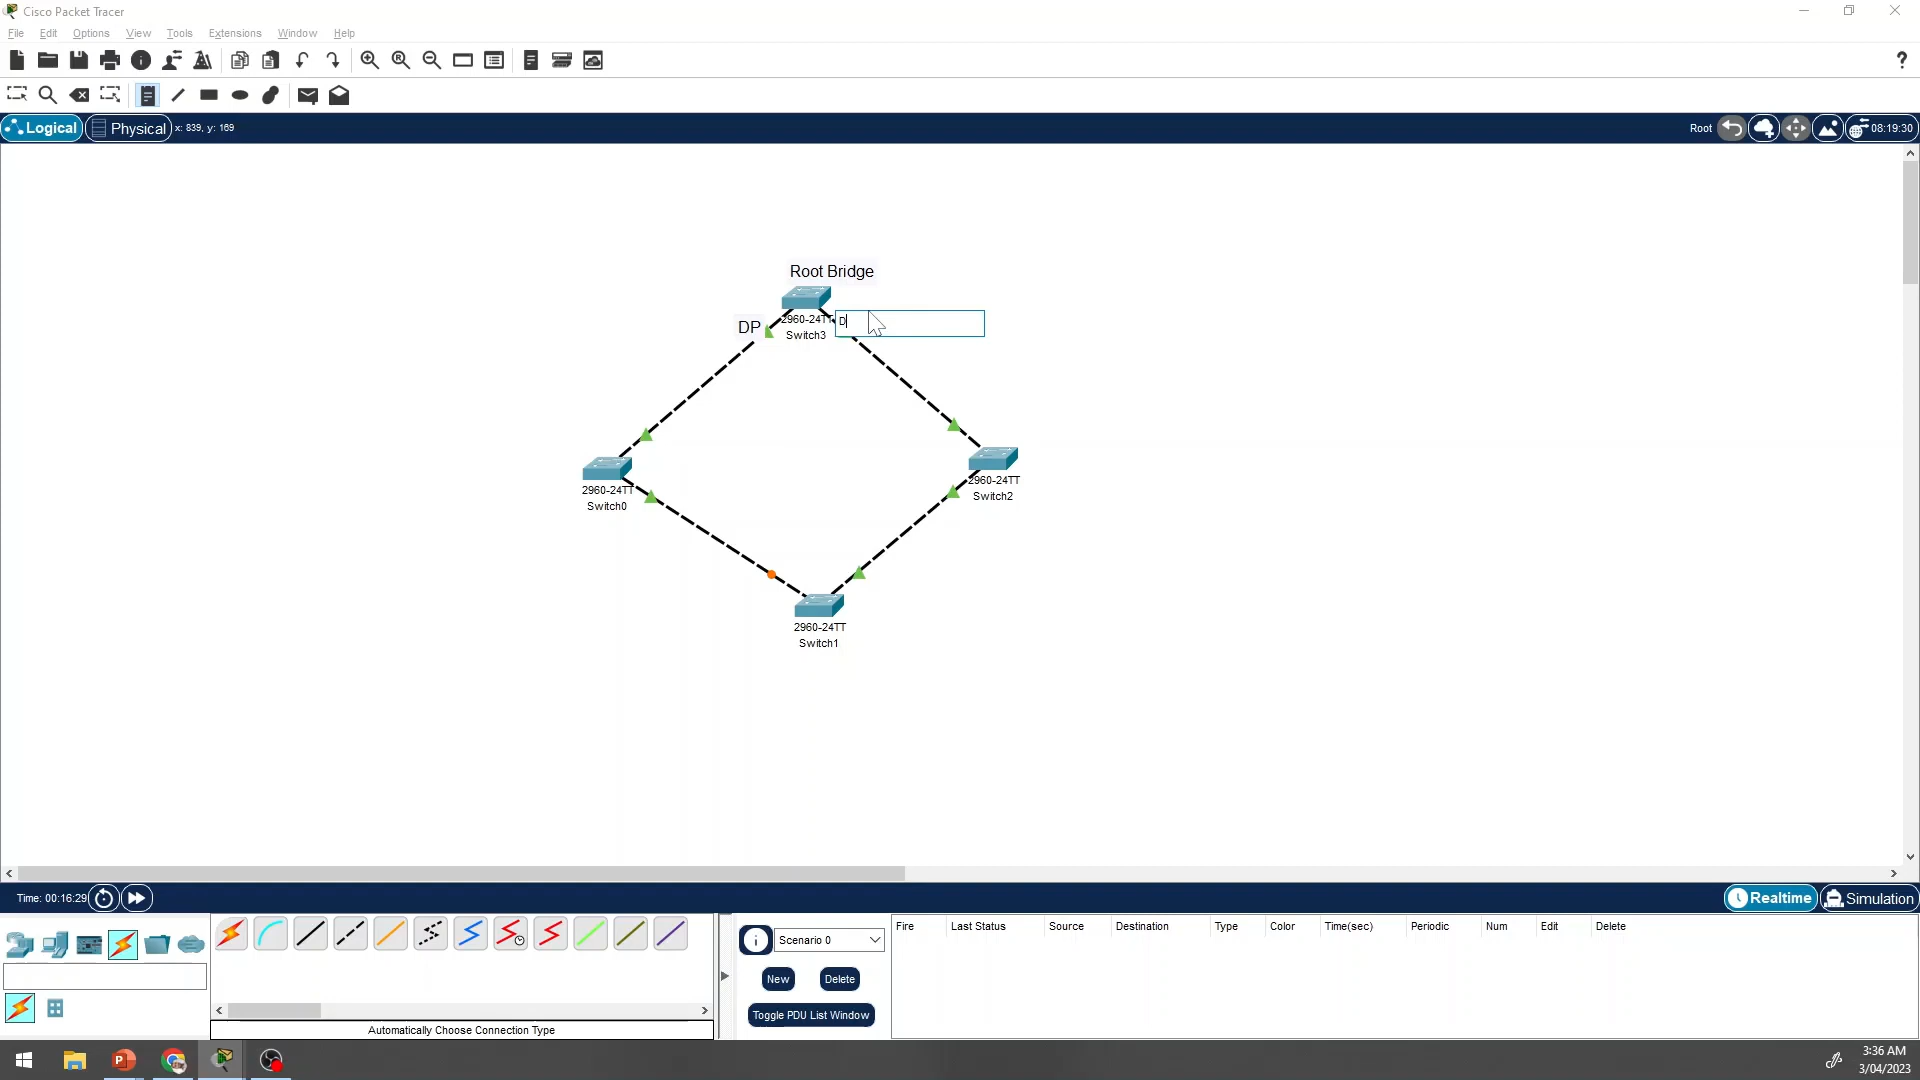 Cisco Packet Tracer
File Edit Options View Tools Extensions Window Help
Logical Physical x: 839, y: 169 Root 08:19:30
Root Bridge
DP
2960-24TT
Switch3
D
2960-24TT
Switch0
2960-24TT
Switch2
2960-24TT
Switch1
Time: 00:16:29 Realtime Simulation
Scenario 0
New Delete
Toggle PDU List Window
Fire Last Status Source Destination Type Color Time(sec) Periodic Num Edit Delete
Automatically Choose Connection Type
3:36 AM
3/04/2023